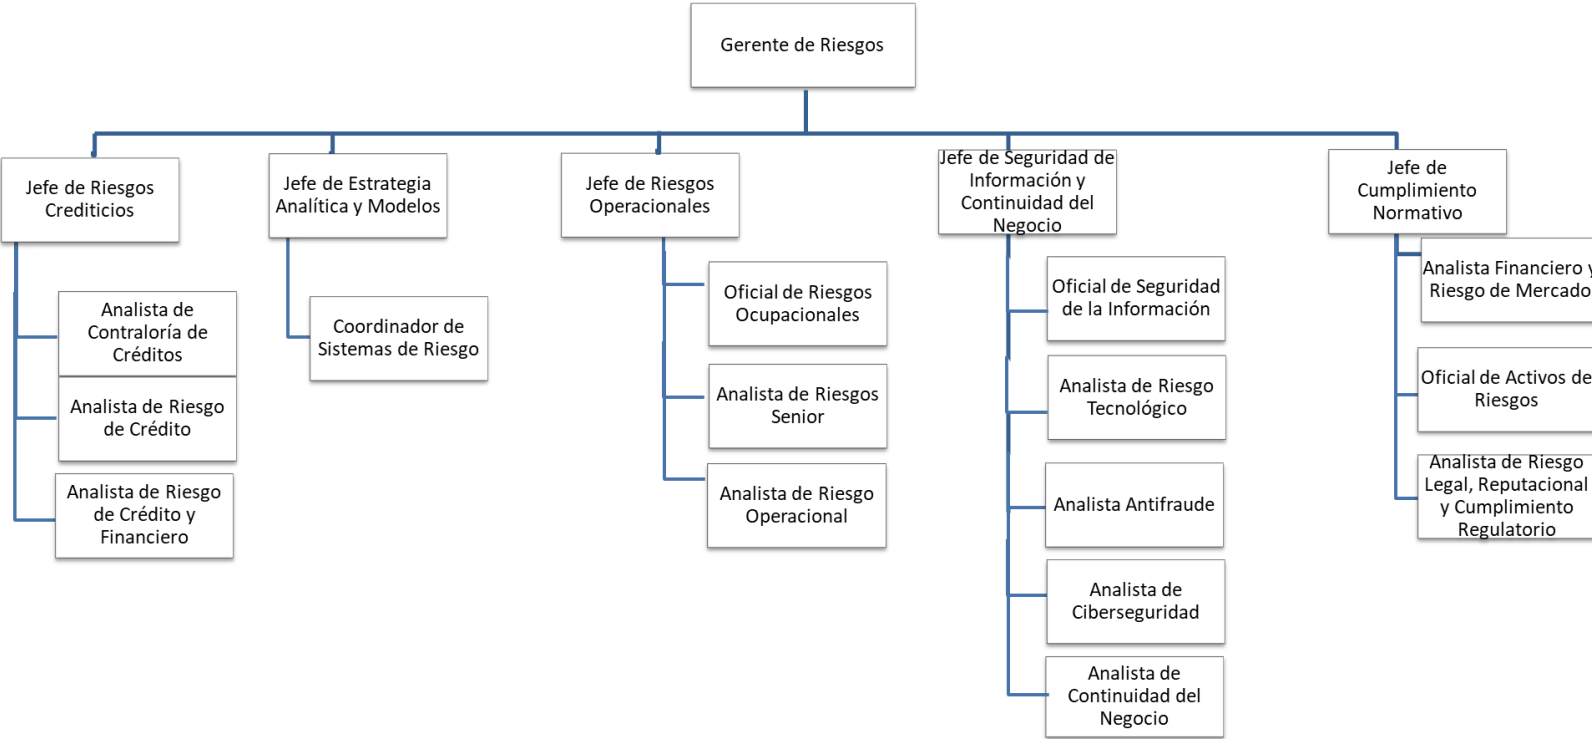 Gerente de Riesgos
Jefe de Riesgos
Crediticios
Analista de
Contraloría de
Créditos
Analista de Riesgo
de Crédito
Analista de Riesgo
de Crédito y
Financiero
Jefe de Estrategia
Analítica y Modelos
Coordinador de
Sistemas de Riesgo
Jefe de Riesgos
Operacionales
Oficial de Riesgos
Ocupacionales
Analista de Riesgos
Senior
Analista de Riesgo
Operacional
Jefe de Seguridad de
Información y
Continuidad del
Negocio
Oficial de Seguridad
de la Información
Analista de Riesgo
Tecnológico
Analista Antifraude
Analista de
Ciberseguridad
Analista de
Continuidad del
Negocio
Jefe de
Cumplimiento
Normativo
Analista Financiero y
Riesgo de Mercado
Oficial de Activos de
Riesgos
Analista de Riesgo
Legal, Reputacional
y Cumplimiento
Regulatorio